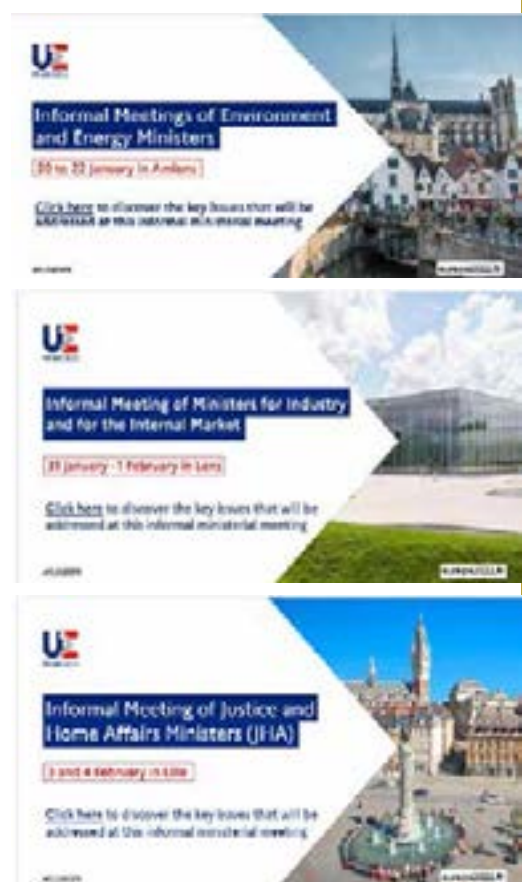 UE
Informal Meetings of Environment
and Energy Ministers
20 to 22 January in Amiens
Click here to discover the key issues that will be
addressed at this informal ministerial meeting
UE
Informal Meeting of Ministers for Industry
and for the Internal Market
31 January - 1 February in Lens
Click here to discover the key issues that will be
addressed at this informal ministerial meeting
UE
Informal Meeting of Justice and
Home Affairs Ministers (JHA)
3 and 4 February in Lille
Click here to discover the key issues that will be
addressed at this informal ministerial meeting